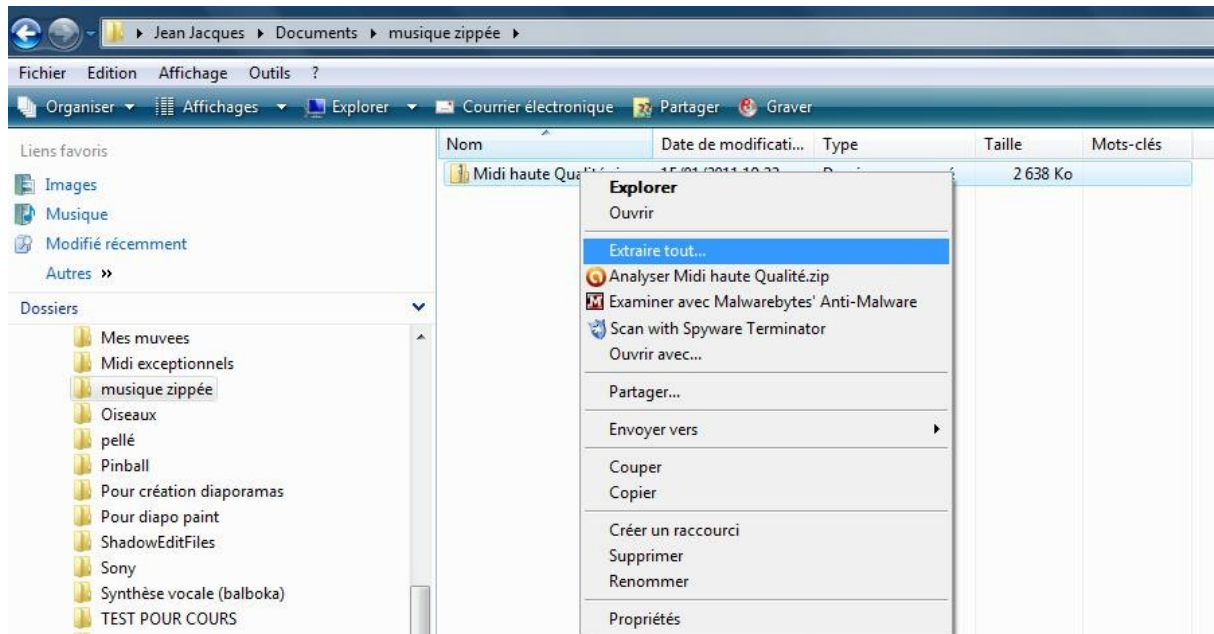 Jean Jacques ▸ Documents ▸ musique zippée ▸
Fichier Edition Affichage Outils ?
Organiser Affichages Explorer Courrier électronique Partager Graver
Liens favoris
Images
Musique
Modifié récemment
Autres »
Dossiers
Mes muvees
Midi exceptionnels
musique zippée
Oiseaux
pellé
Pinball
Pour création diaporamas
Pour diapo paint
ShadowEditFiles
Sony
Synthèse vocale (balboka)
TEST POUR COURS
Nom Date de modificati... Type Taille Mots-clés
Midi haute 2 638 Ko
Explorer
Ouvrir
Extraire tout...
Analyser Midi haute Qualité.zip
Examiner avec Malwarebytes' Anti-Malware
Scan with Spyware Terminator
Ouvrir avec...
Partager...
Envoyer vers
Couper
Copier
Créer un raccourci
Supprimer
Renommer
Propriétés